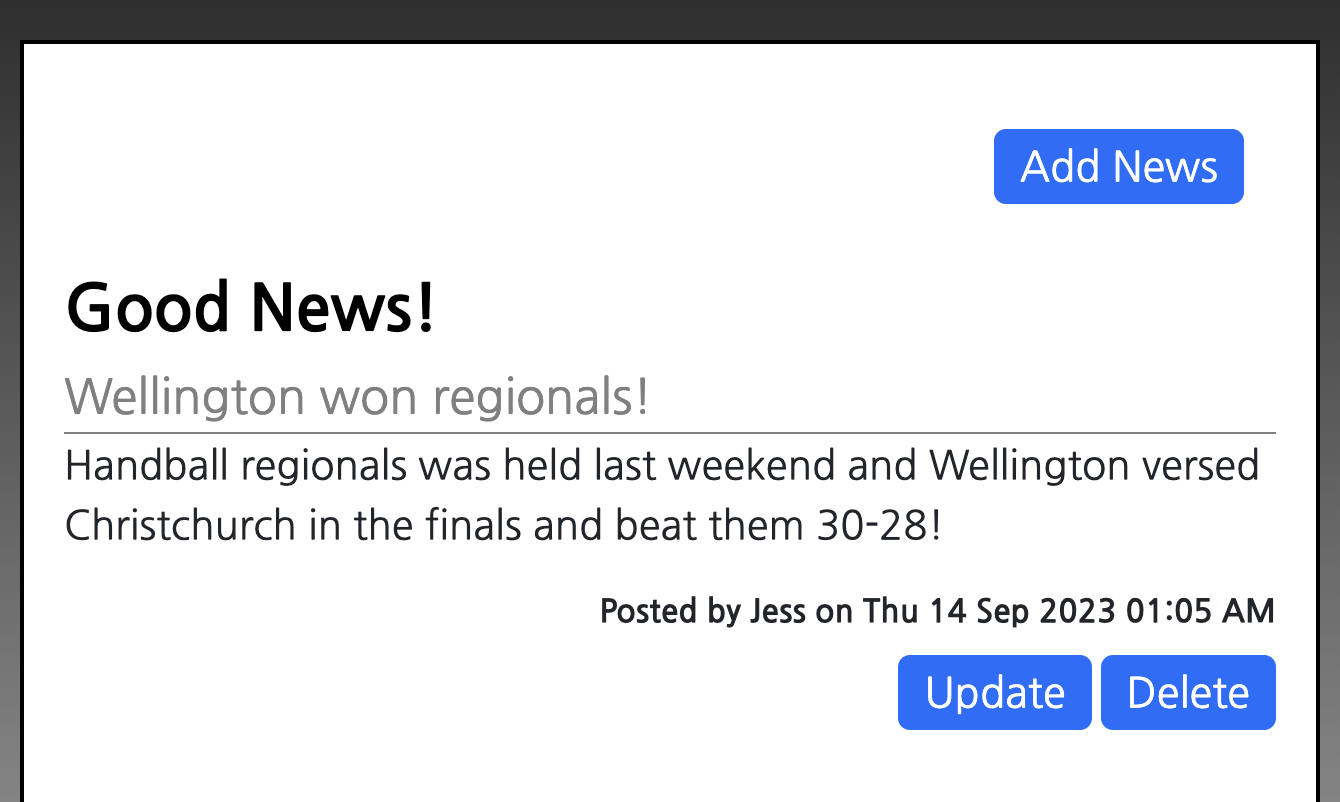 Add News
Good News!
Wellington won regionals!
Handball regionals was held last weekend and Wellington versed
Christchurch in the finals and beat them 30-28!
Posted by Jess on Thu 14 Sep 2023 01:05 AM
Update Delete